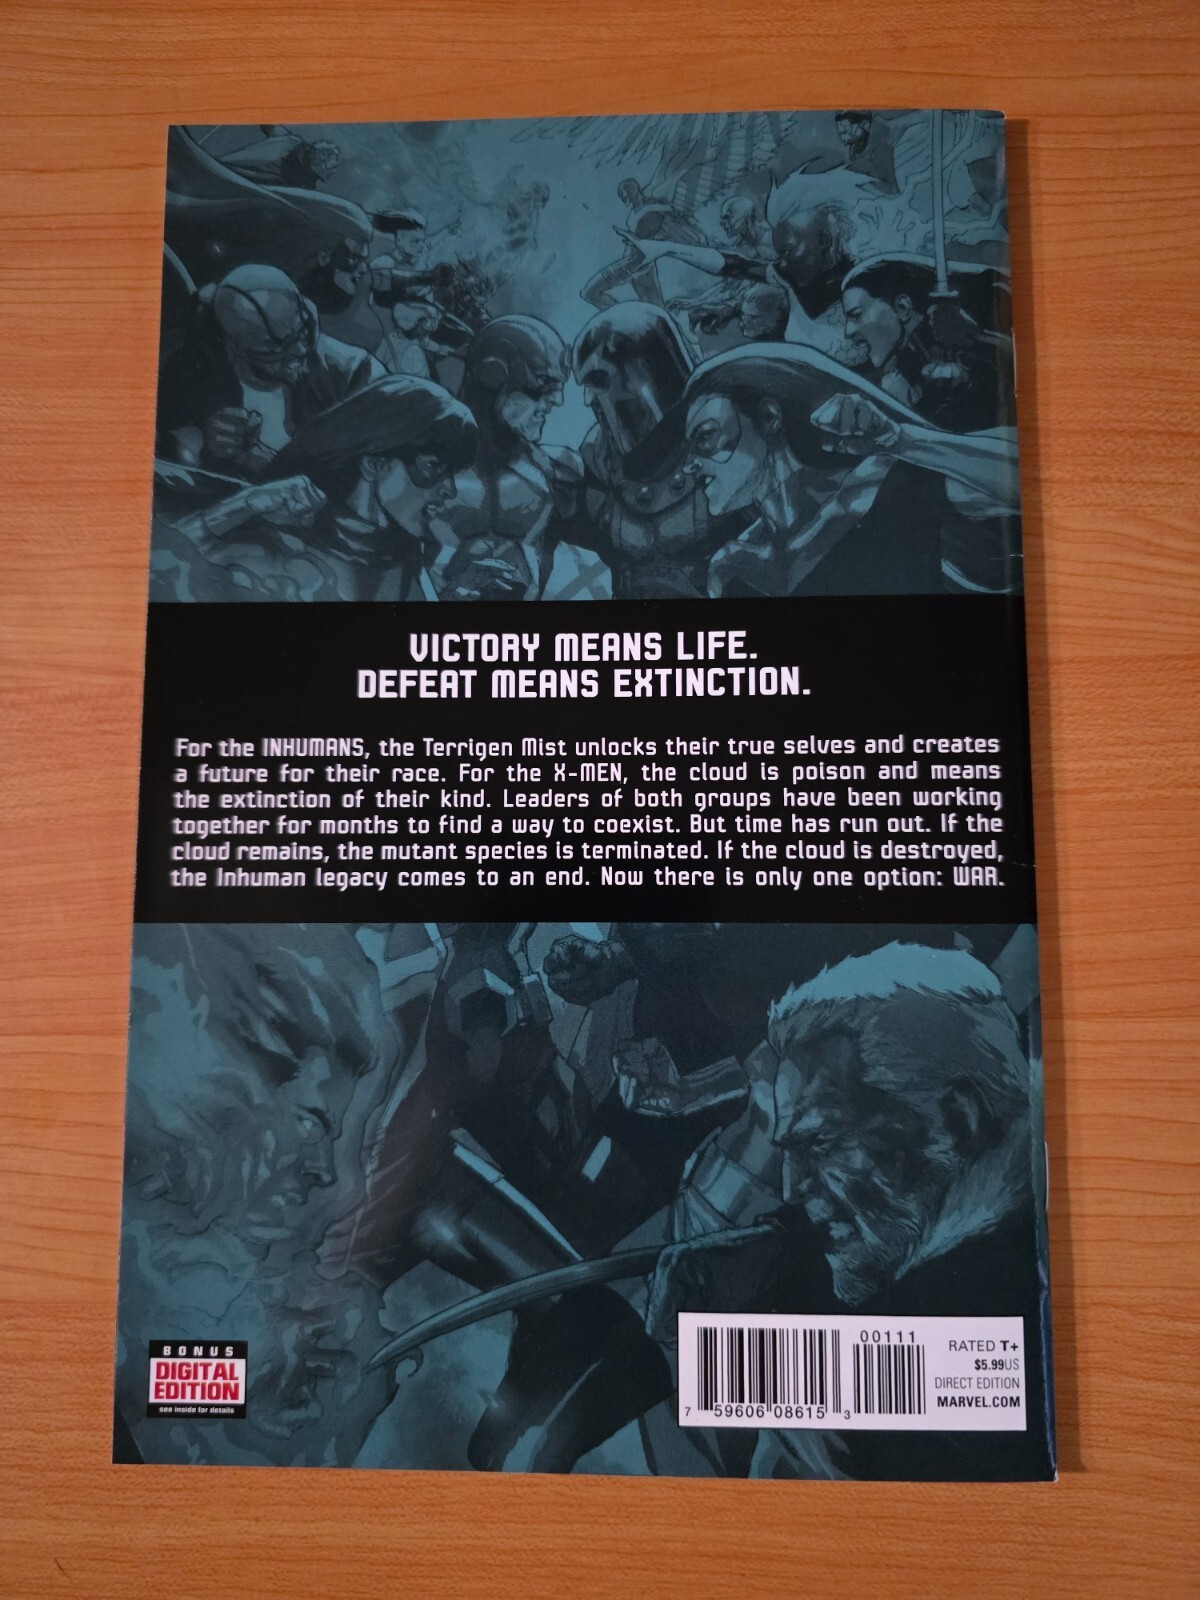 VICTORY MEANS LIFE.
DEFEAT MEANS EXTINCTION.
For the INHUMANS, the Terrigen Mist unlocks their true selves and creates
a future for their race. For the X-MEN, the cloud is poison and means
the extinction of their kind. Leaders of both groups have been working
together for months to find a way to coexist. But time has run out. If the
cloud remains, the mutant species is terminated. If the cloud is destroyed,
the Inhuman legacy comes to an end. Now there is only one option: WAR.
BONUS
DIGITAL
EDITION
see inside for details
00111
7 59606 08615 3
RATED T+
$5.99US
DIRECT EDITION
MARVEL.COM